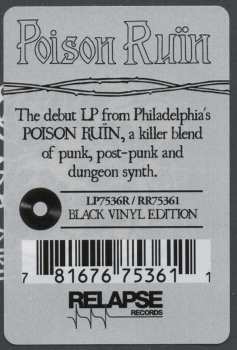 Poison Ruïn
The debut LP from Philadelphia's
POISON RUÏN, a killer blend
of punk, post-punk and
dungeon synth.
LP7536R / RR75361
BLACK VINYL EDITION
7 81676 75361 1
RELAPSE
RECORDS